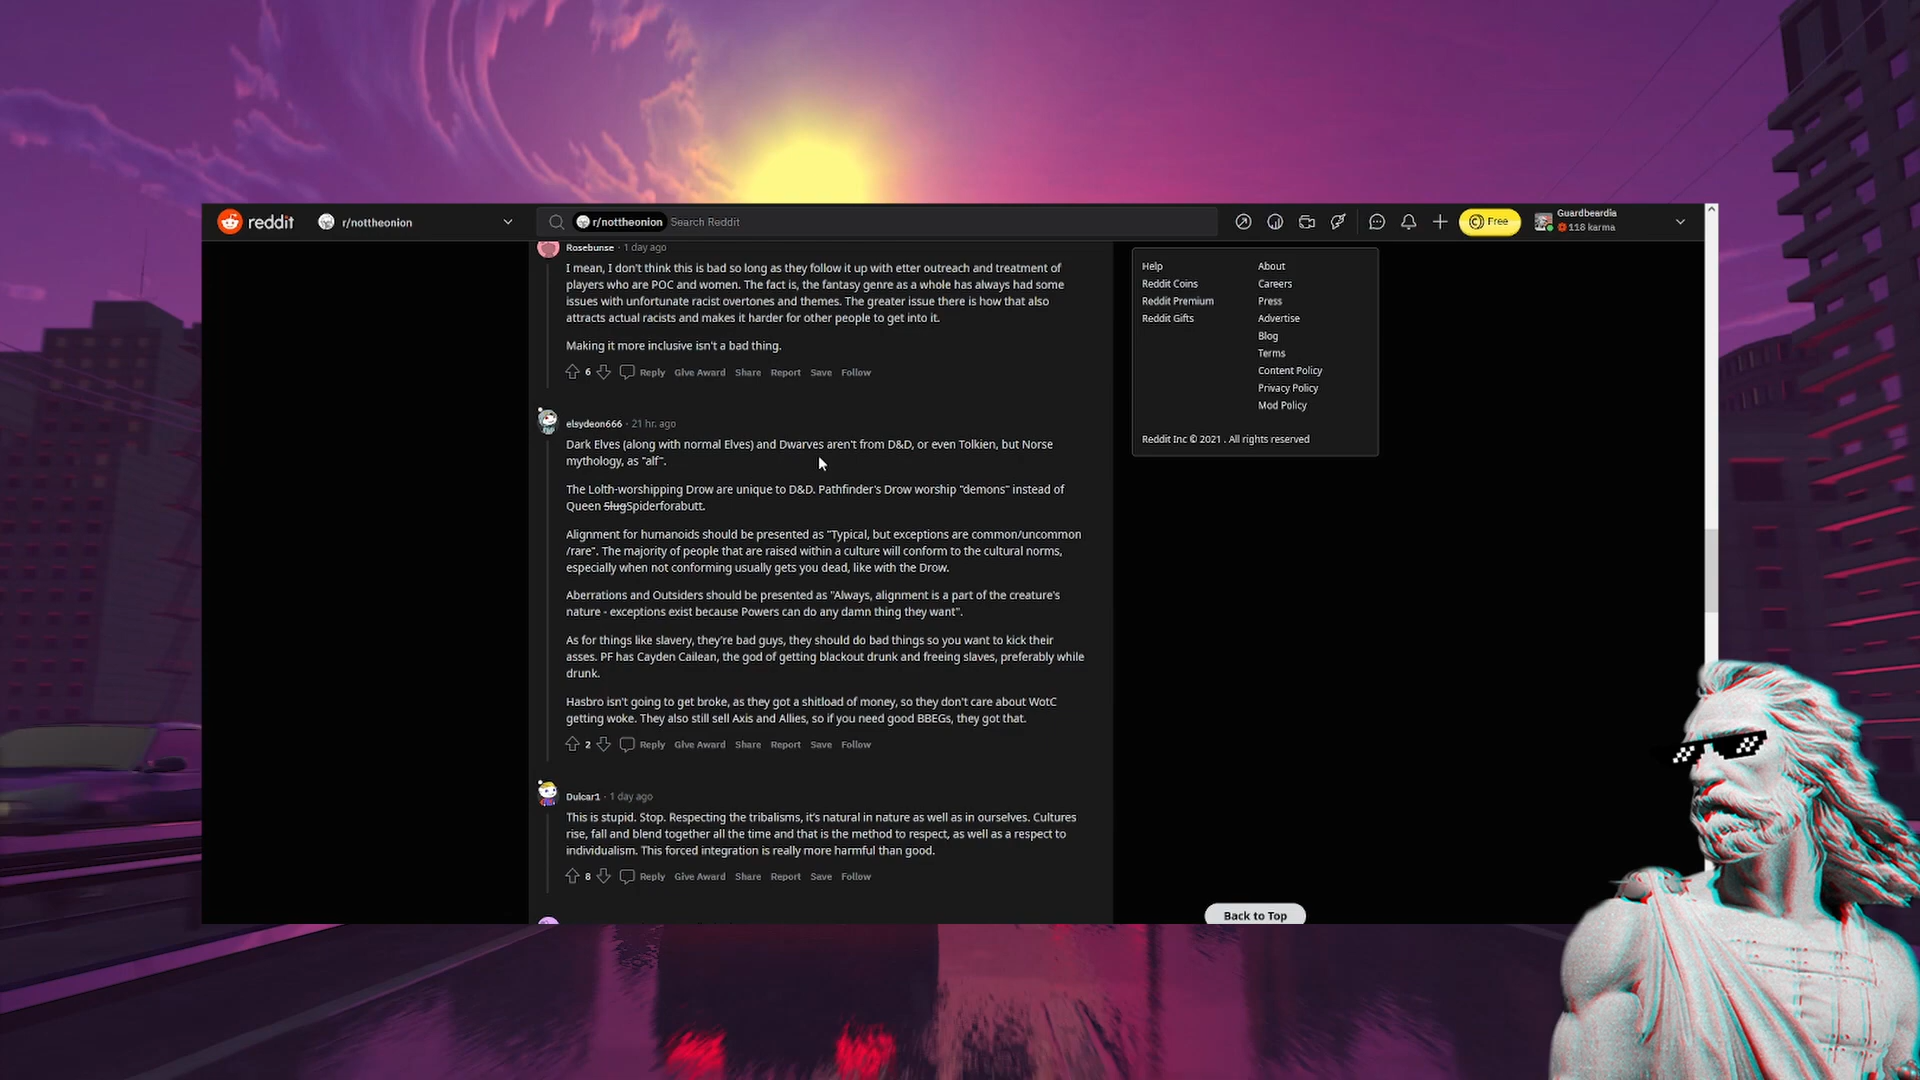 reddit
r/nottheonion
r/nottheonion
Search Reddit
Free
Guardbeardia
118 karma
Rosebunse · 1 day ago
I mean, I don't think this is bad so long as they follow it up with etter outreach and treatment of
players who are POC and women. The fact is, the fantasy genre as a whole has always had some
issues with unfortunate racist overtones and themes. The greater issue there is how that also
attracts actual racists and makes it harder for other people to get into it.
Making it more inclusive isn't a bad thing.
6 Reply Give Award Share Report Save Follow
elsydeon666 · 21 hr. ago
Dark Elves (along with normal Elves) and Dwarves aren't from D&D, or even Tolkien, but Norse
mythology, as "alf".
The Lolth-worshipping Drow are unique to D&D. Pathfinder's Drow worship "demons" instead of
Queen SlugSpiderforabutt.
Alignment for humanoids should be presented as "Typical, but exceptions are common/uncommon
/rare". The majority of people that are raised within a culture will conform to the cultural norms,
especially when not conforming usually gets you dead, like with the Drow.
Aberrations and Outsiders should be presented as "Always, alignment is a part of the creature's
nature - exceptions exist because Powers can do any damn thing they want".
As for things like slavery, they're bad guys, they should do bad things so you want to kick their
asses. PF has Cayden Cailean, the god of getting blackout drunk and freeing slaves, preferably while
drunk.
Hasbro isn't going to get broke, as they got a shitload of money, so they don't care about WotC
getting woke. They also still sell Axis and Allies, so if you need good BBEGs, they got that.
2 Reply Give Award Share Report Save Follow
Dulcar1 · 1 day ago
This is stupid. Stop. Respecting the tribalisms, it's natural in nature as well as in ourselves. Cultures
rise, fall and blend together all the time and that is the method to respect, as well as a respect to
individualism. This forced integration is really more harmful than good.
8 Reply Give Award Share Report Save Follow
Help
Reddit Coins
Reddit Premium
Reddit Gifts
About
Careers
Press
Advertise
Blog
Terms
Content Policy
Privacy Policy
Mod Policy
Reddit Inc © 2021 . All rights reserved
Back to Top